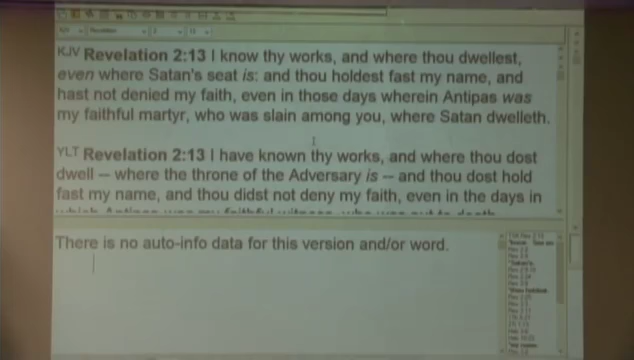 KJV Revelation 2:13 I know thy works, and where thou dwellest,
even where Satan's seat is: and thou holdest fast my name, and
hast not denied my faith, even in those days wherein Antipas was
my faithful martyr, who was slain among you, where Satan dwelleth.
YLT Revelation 2:13 I have known thy works, and where thou dost
dwell -- where the throne of the Adversary is -- and thou dost hold
fast my name, and thou didst not deny my faith, even in the days in
There is no auto-info data for this version and/or word.